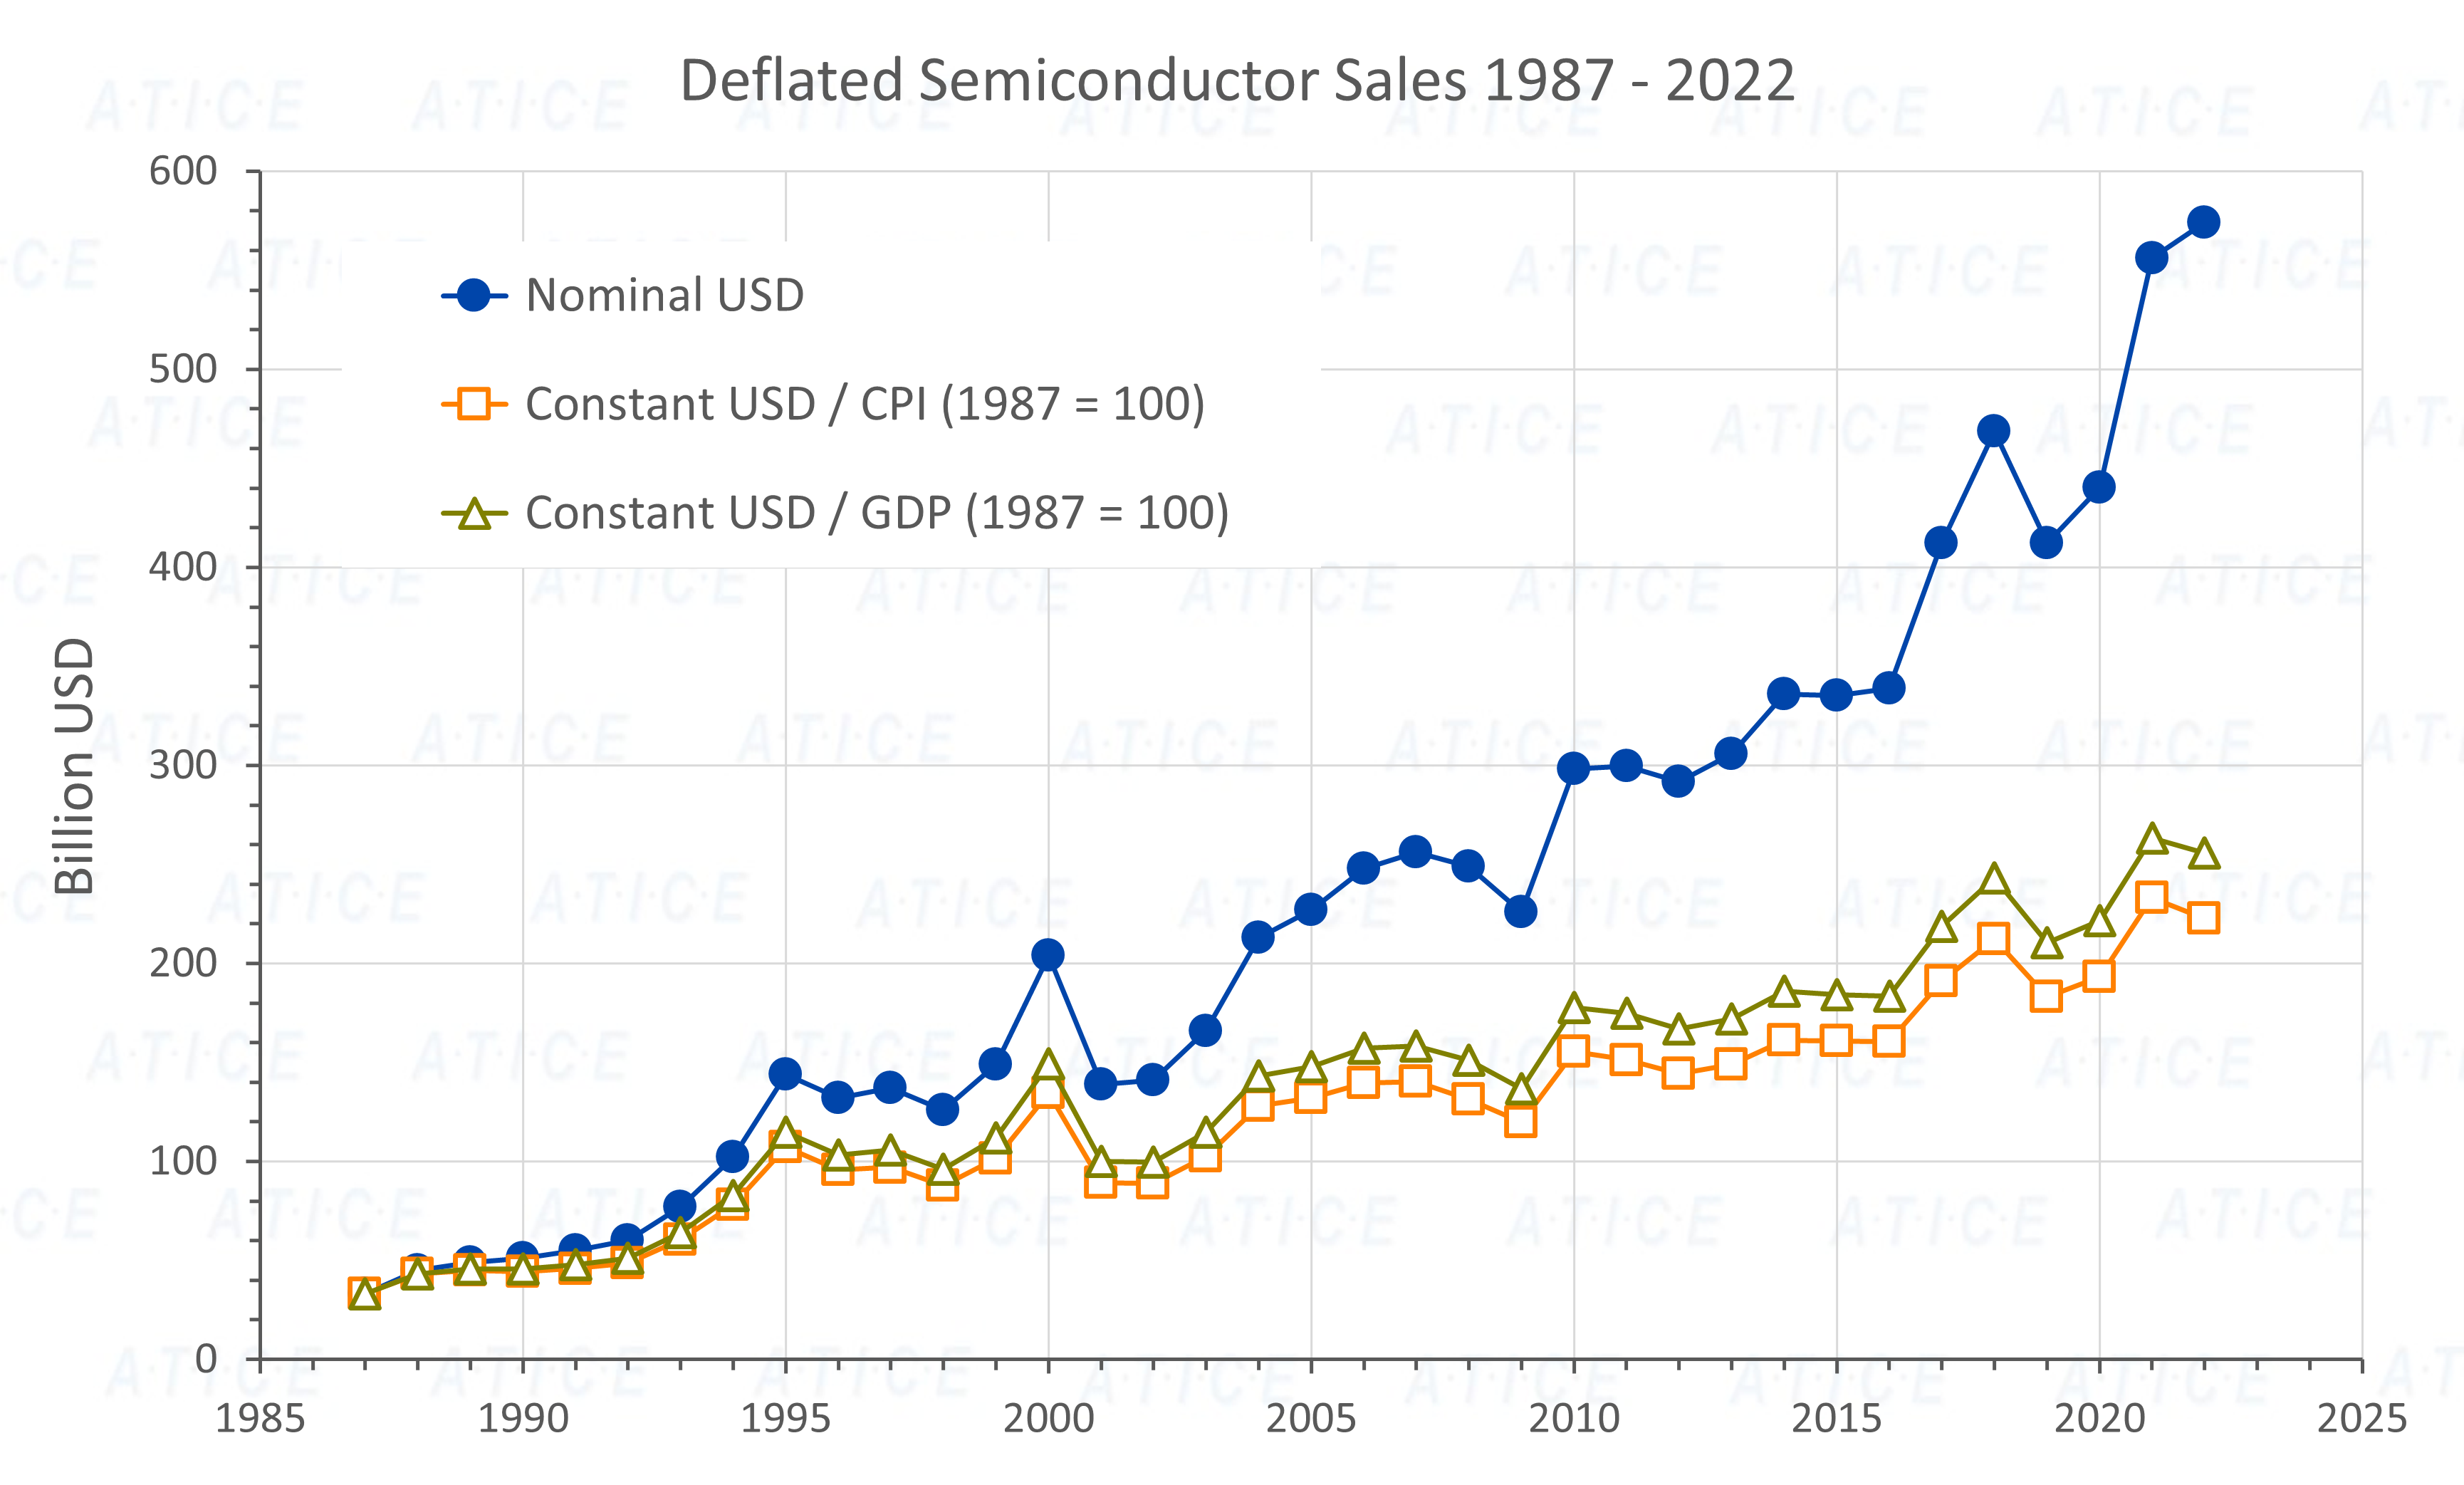 Deflated Semiconductor Sales 1987 - 2022
Nominal USD
Constant USD / CPI (1987 = 100)
Constant USD / GDP (1987 = 100)
Billion USD
600
500
400
300
200
100
0
1985 1990 1995 2000 2005 2010 2015 2020 2025
A·T·I·C·E